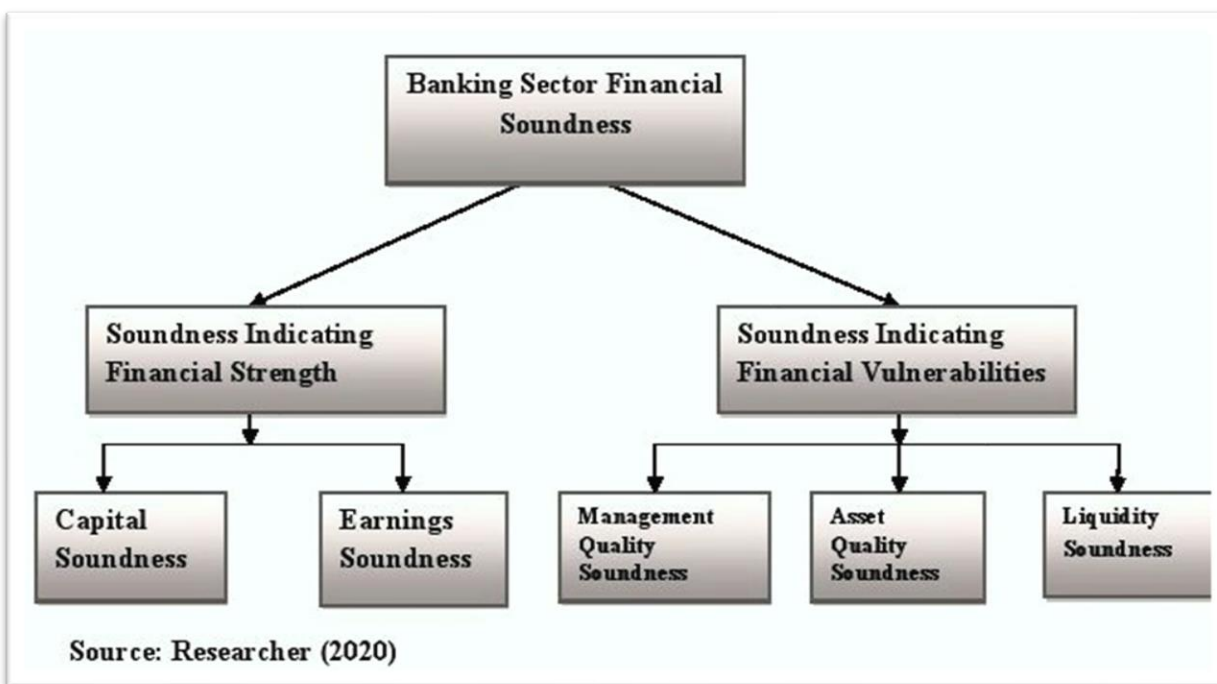 Banking Sector Financial
Soundness
Soundness Indicating
Financial Strength
Soundness Indicating
Financial Vulnerabilities
Capital
Soundness
Earnings
Soundness
Management
Quality
Soundness
Asset
Quality
Soundness
Liquidity
Soundness
Source: Researcher (2020)